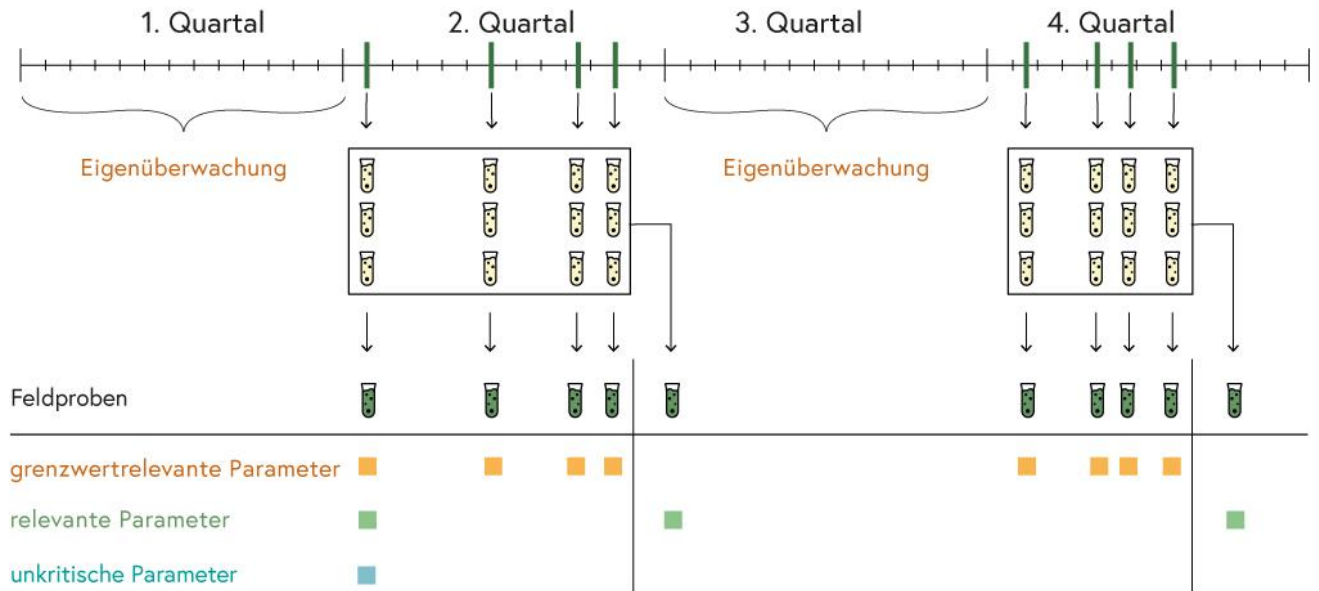 1. Quartal 2. Quartal 3. Quartal 4. Quartal
Eigenüberwachung Eigenüberwachung
Feldproben
grenzwertrelevante Parameter
relevante Parameter
unkritische Parameter